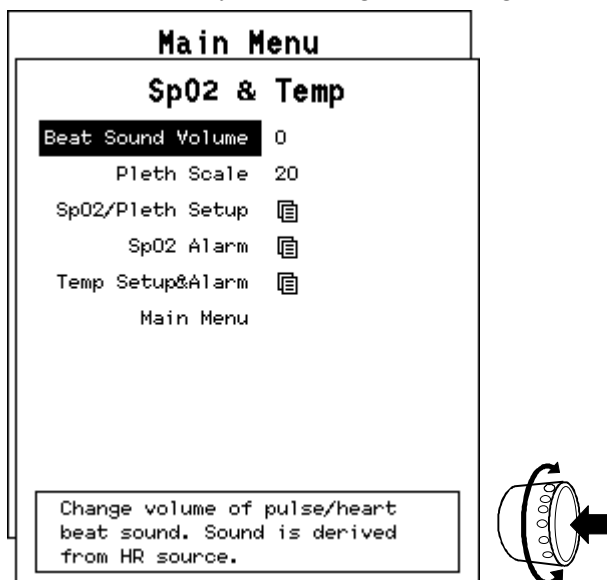 Main Menu
SpO2 & Temp
Beat Sound Volume 0
Pleth Scale 20
SpO2/Pleth Setup
SpO2 Alarm
Temp Setup&Alarm
Main Menu
Change volume of pulse/heart
beat sound. Sound is derived
from HR source.